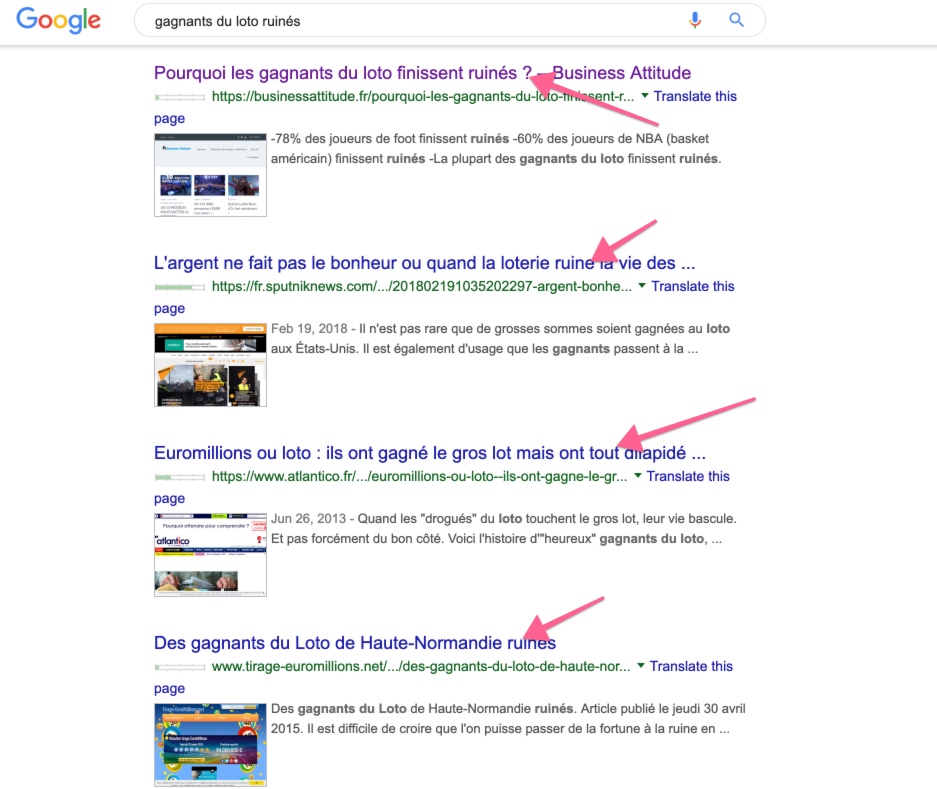 Google
gagnants du loto ruinés
Pourquoi les gagnants du loto finissent ruinés ? - Business Attitude
https://businessattitude.fr/pourquoi-les-gagnants-du-loto-finissent-r... Translate this
page
-78% des joueurs de foot finissent ruinés -60% des joueurs de NBA (basket
américain) finissent ruinés -La plupart des gagnants du loto finissent ruinés.
L'argent ne fait pas le bonheur ou quand la loterie ruine la vie des ...
https://fr.sputniknews.com/.../201802191035202297-argent-bonhe... Translate this
page
Feb 19, 2018 - Il n'est pas rare que de grosses sommes soient gagnées au loto
aux États-Unis. Il est également d'usage que les gagnants passent à la ...
Euromillions ou loto : ils ont gagné le gros lot mais ont tout dilapidé ...
https://www.atlantico.fr/.../euromillions-ou-loto--ils-ont-gagne-le-gr... Translate this
page
Pourquoi attendre pour comprendre ?
atlantico
Jun 26, 2013 - Quand les "drogués" du loto touchent le gros lot, leur vie bascule.
Et pas forcément du bon côté. Voici l'histoire d'"heureux" gagnants du loto, ...
Des gagnants du Loto de Haute-Normandie ruinés
www.tirage-euromillions.net/.../des-gagnants-du-loto-de-haute-nor... Translate this
page
Des gagnants du Loto de Haute-Normandie ruinés. Article publié le jeudi 30 avril
2015. Il est difficile de croire que l'on puisse passer de la fortune à la ruine en ...